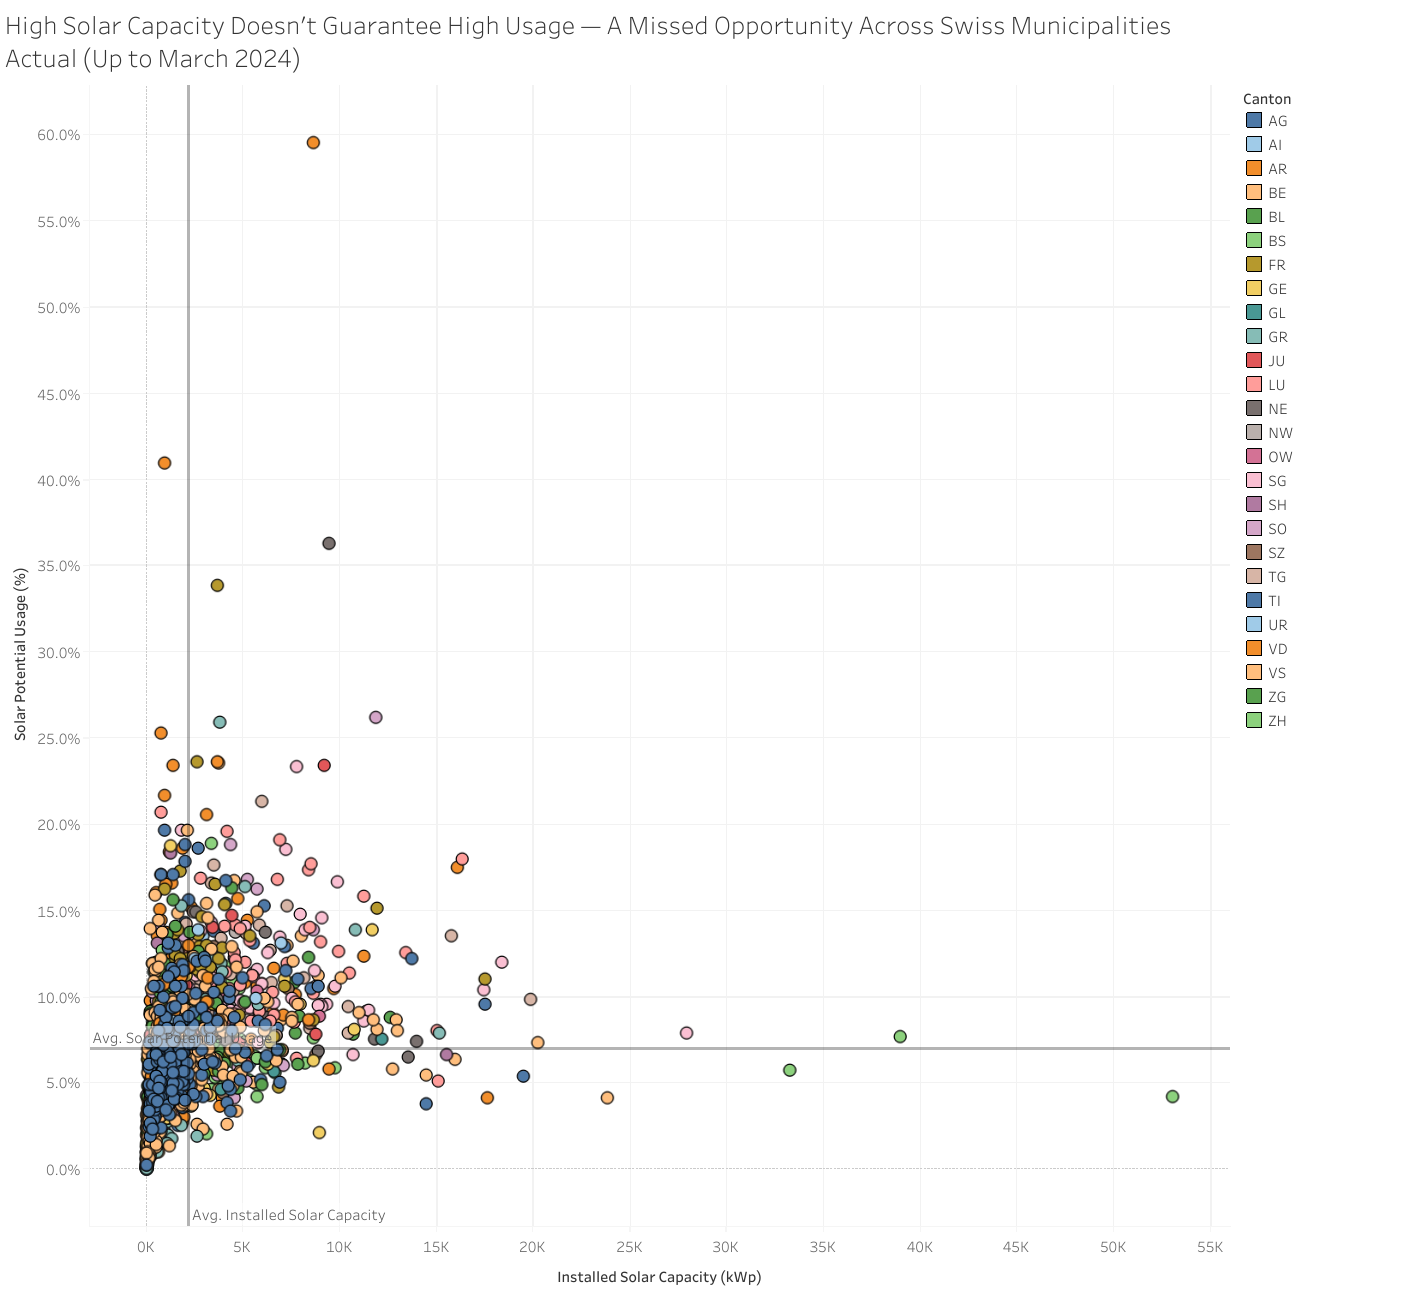 High Solar Capacity Doesn’t Guarantee High Usage — A Missed Opportunity Across Swiss Municipalities
Actual (Up to March 2024)
Canton
AG
AI
AR
BE
BL
BS
FR
GE
GL
GR
JU
LU
NE
NW
OW
SG
SH
SO
SZ
TG
TI
UR
VD
VS
ZG
ZH
Solar Potential Usage (%)
60.0%
55.0%
50.0%
45.0%
40.0%
35.0%
30.0%
25.0%
20.0%
15.0%
10.0%
5.0%
0.0%
Avg. Solar Potential Usage
Avg. Installed Solar Capacity
0K 5K 10K 15K 20K 25K 30K 35K 40K 45K 50K 55K
Installed Solar Capacity (kWp)